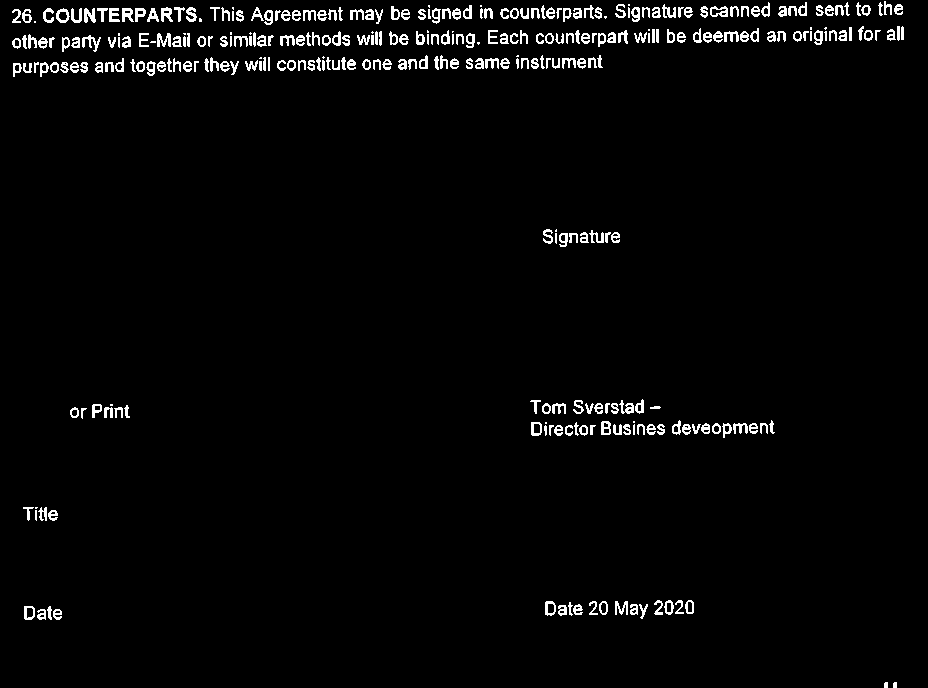 26. COUNTERPARTS. This Agreement may be signed in counterparts. Signature scanned and sent to the
other party via E-Mail or similar methods will be binding. Each counterpart will be deemed an original for all
purposes and together they will constitute one and the same instrument
Signature
or Print
Tom Sverstad –
Director Busines deveopment
Title
Date
Date 20 May 2020